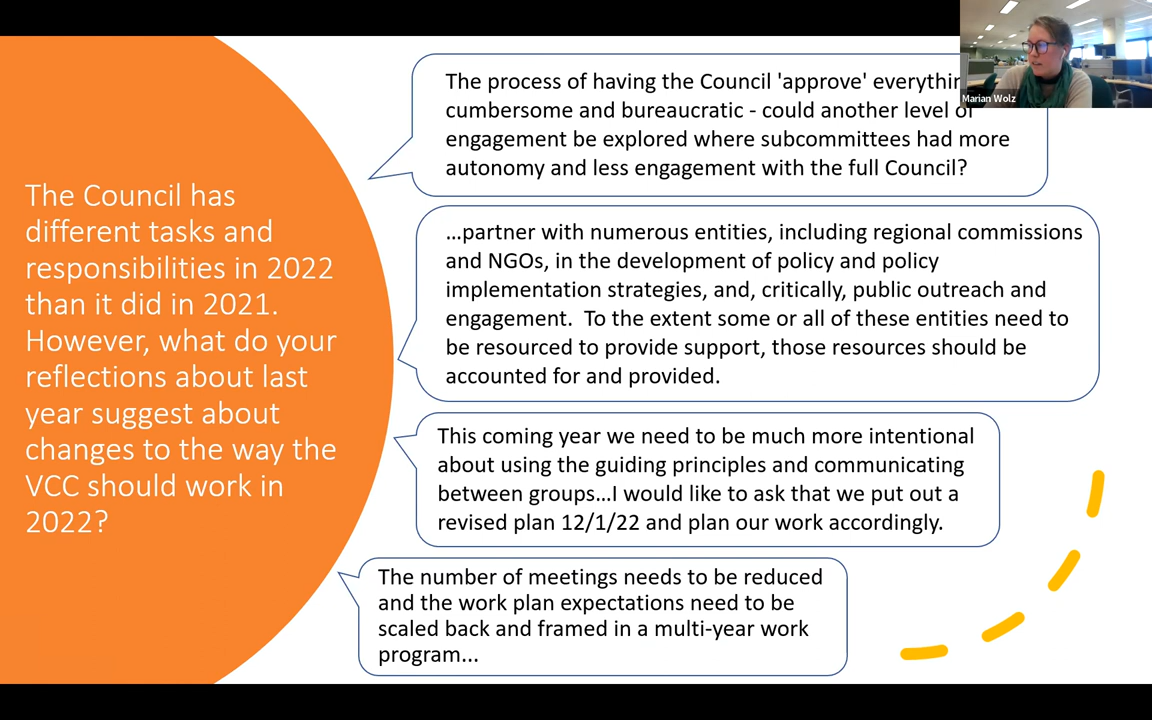 The Council has
different tasks and
responsibilities in 2022
than it did in 2021.
However, what do your
reflections about last
year suggest about
changes to the way the
VCC should work in
2022?
The process of having the Council 'approve'
cumbersome and bureaucratic - could another level of
engagement be explored where subcommittees had more
autonomy and less engagement with the full Council?
Marian Wolz
…partner with numerous entities, including regional commissions
and NGOs, in the development of policy and policy
implementation strategies, and, critically, public outreach and
engagement.  To the extent some or all of these entities need to
be resourced to provide support, those resources should be
accounted for and provided.
This coming year we need to be much more intentional
about using the guiding principles and communicating
between groups…I would like to ask that we put out a
revised plan 12/1/22 and plan our work accordingly.
The number of meetings needs to be reduced
and the work plan expectations need to be
scaled back and framed in a multi-year work
program...